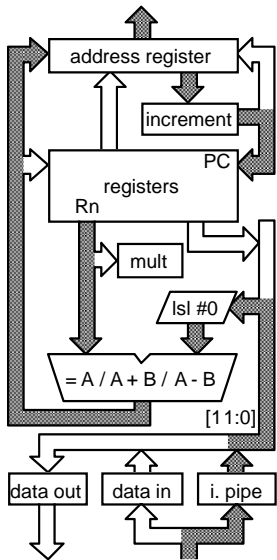 address register
increment
PC
registers
Rn
mult
lsl #0
= A / A + B / A - B
[11:0]
data out
data in
i. pipe